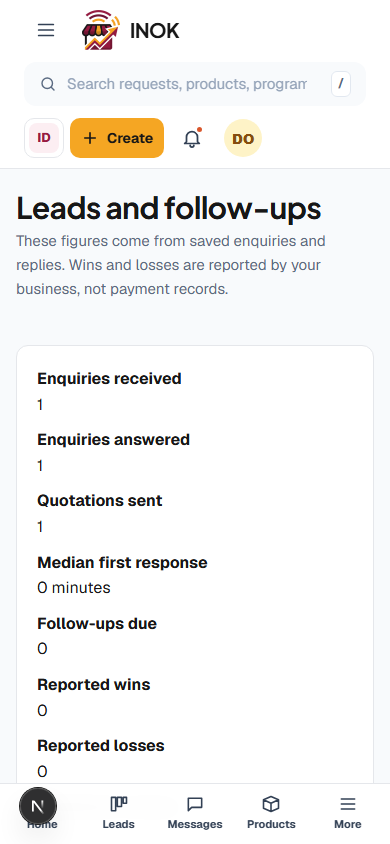 INOK
Search requests, products, program
/
ID
Create
DO
Leads and follow-ups
These figures come from saved enquiries and
replies. Wins and losses are reported by your
business, not payment records.
Enquiries received
1
Enquiries answered
1
Quotations sent
1
Median first response
0 minutes
Follow-ups due
0
Reported wins
0
Reported losses
0
N
Home
Leads
Messages
Products
More